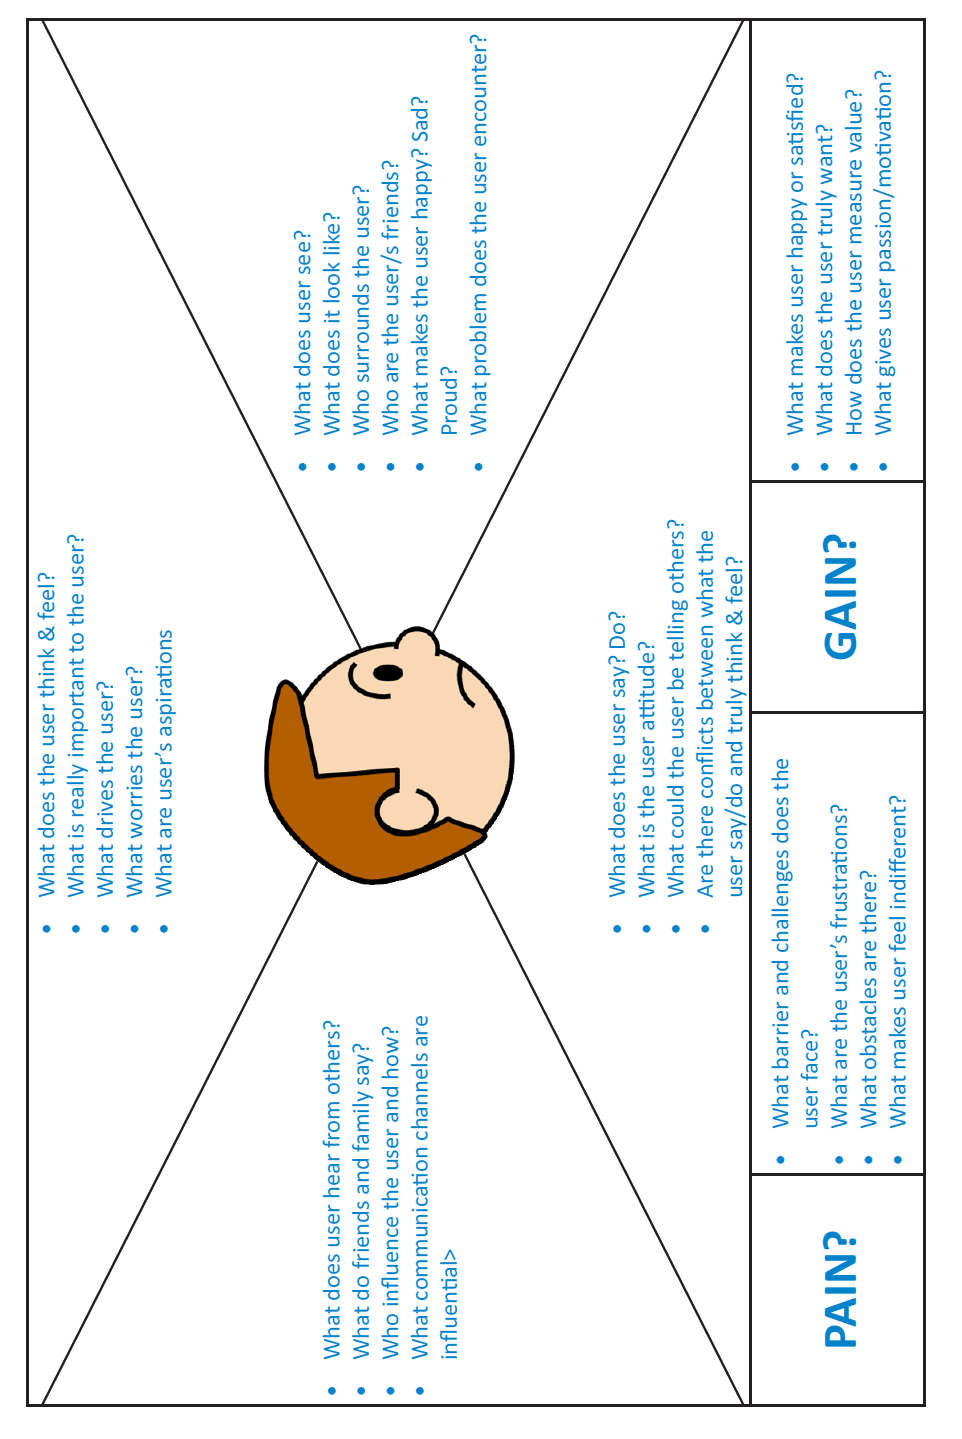 • What does the user think & feel?
• What is really important to the user?
• What drives the user?
• What worries the user?
• What are user’s aspirations
• What does user hear from others?
• What do friends and family say?
• Who influence the user and how?
• What communication channels are
influential>
• What does user see?
• What does it look like?
• Who surrounds the user?
• Who are the user/s friends?
• What makes the user happy? Sad?
Proud?
• What problem does the user encounter?
• What does the user say? Do?
• What is the user attitude?
• What could the user be telling others?
• Are there conflicts between what the
user say/do and truly think & feel?
PAIN?
• What barrier and challenges does the
user face?
• What are the user’s frustrations?
• What obstacles are there?
• What makes user feel indifferent?
GAIN?
• What makes user happy or satisfied?
• What does the user truly want?
• How does the user measure value?
• What gives user passion/motivation?